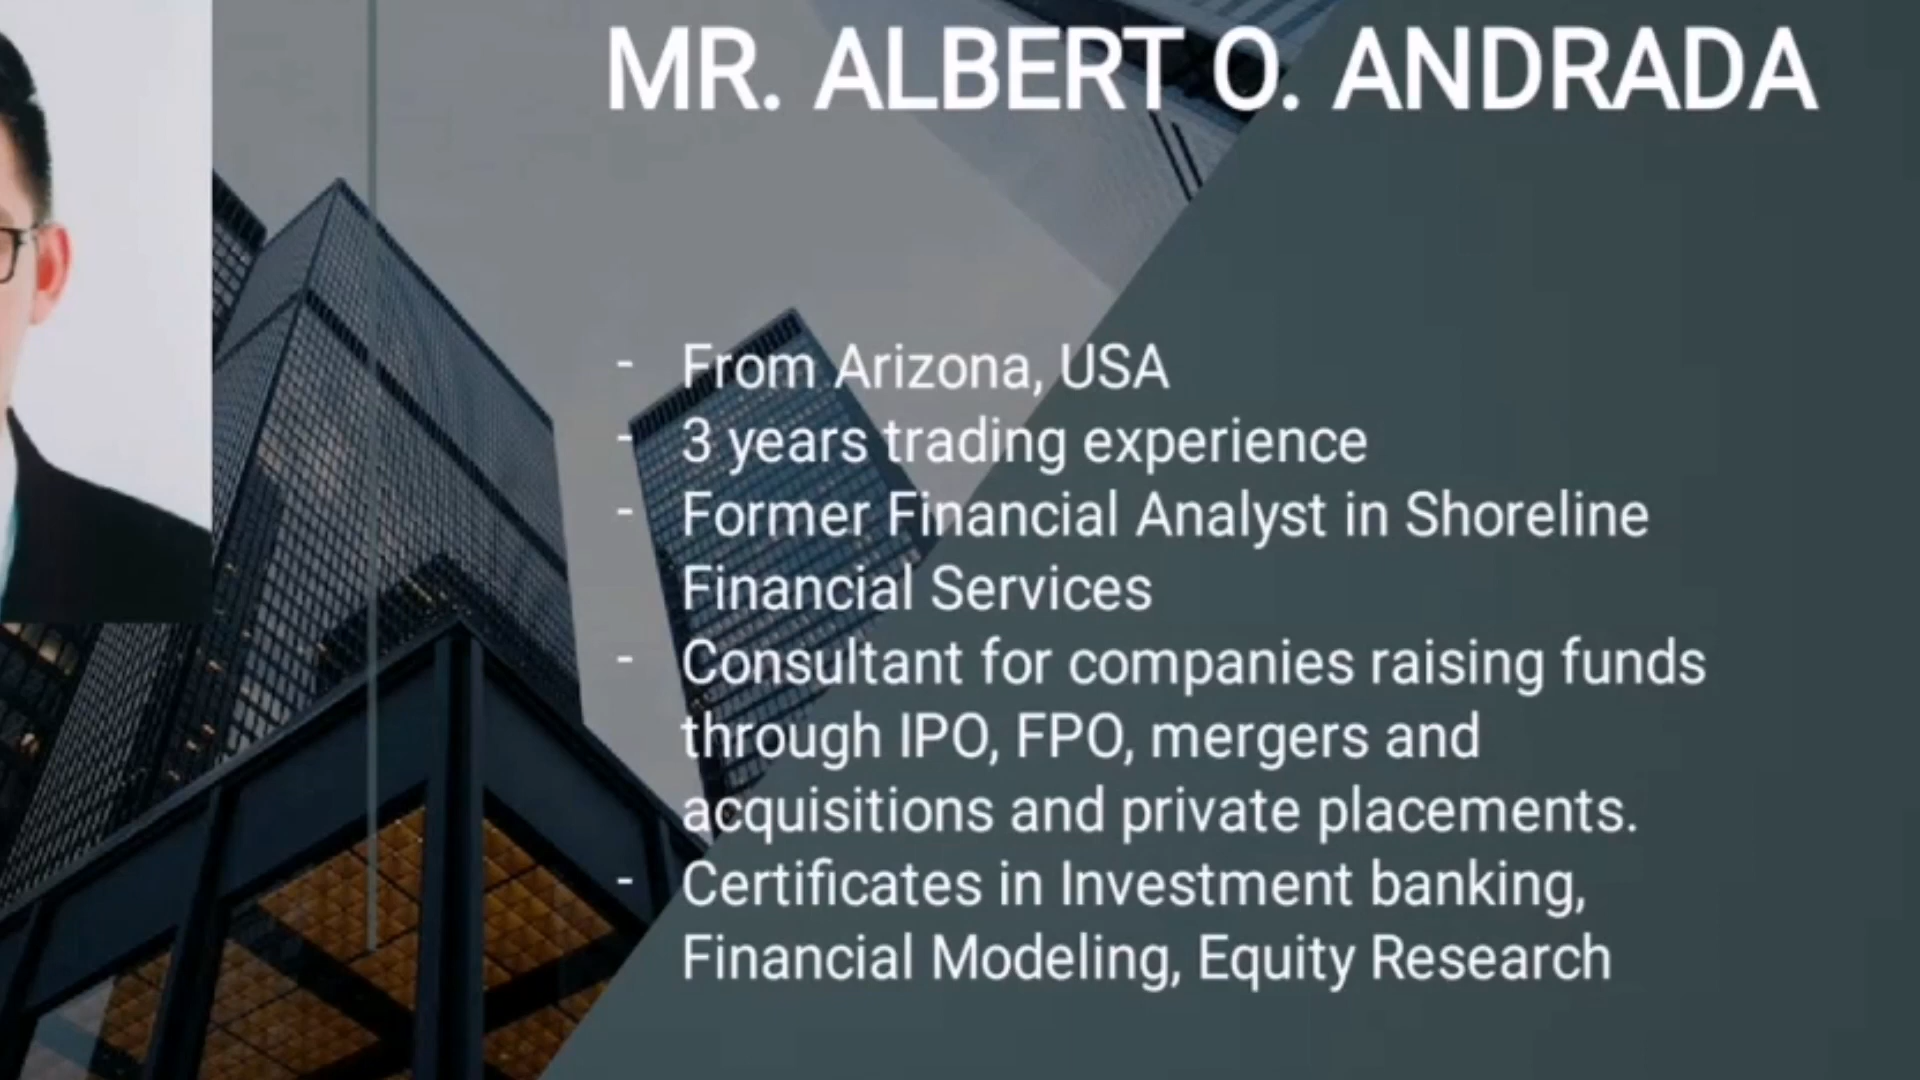 MR. ALBERT O. ANDRADA
- From Arizona, USA
- 3 years trading experience
- Former Financial Analyst in Shoreline
Financial Services
- Consultant for companies raising funds
through IPO, FPO, mergers and
acquisitions and private placements.
- Certificates in Investment banking,
Financial Modeling, Equity Research